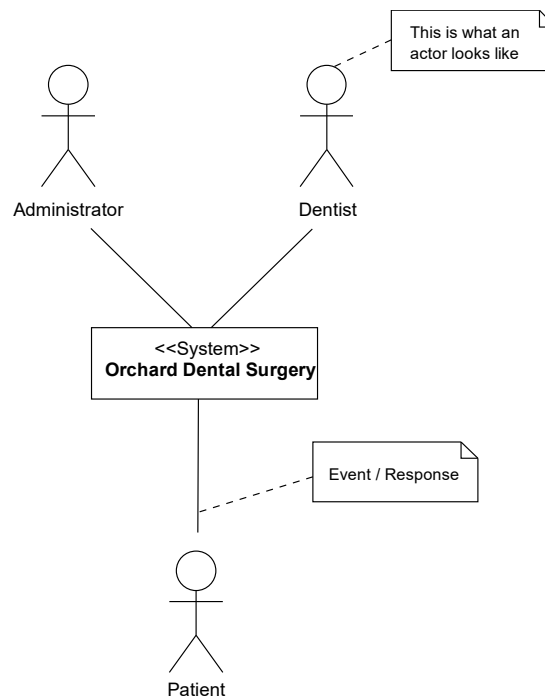 This is what an
actor looks like
Administrator
Dentist
<<System>>
Orchard Dental Surgery
Event / Response
Patient